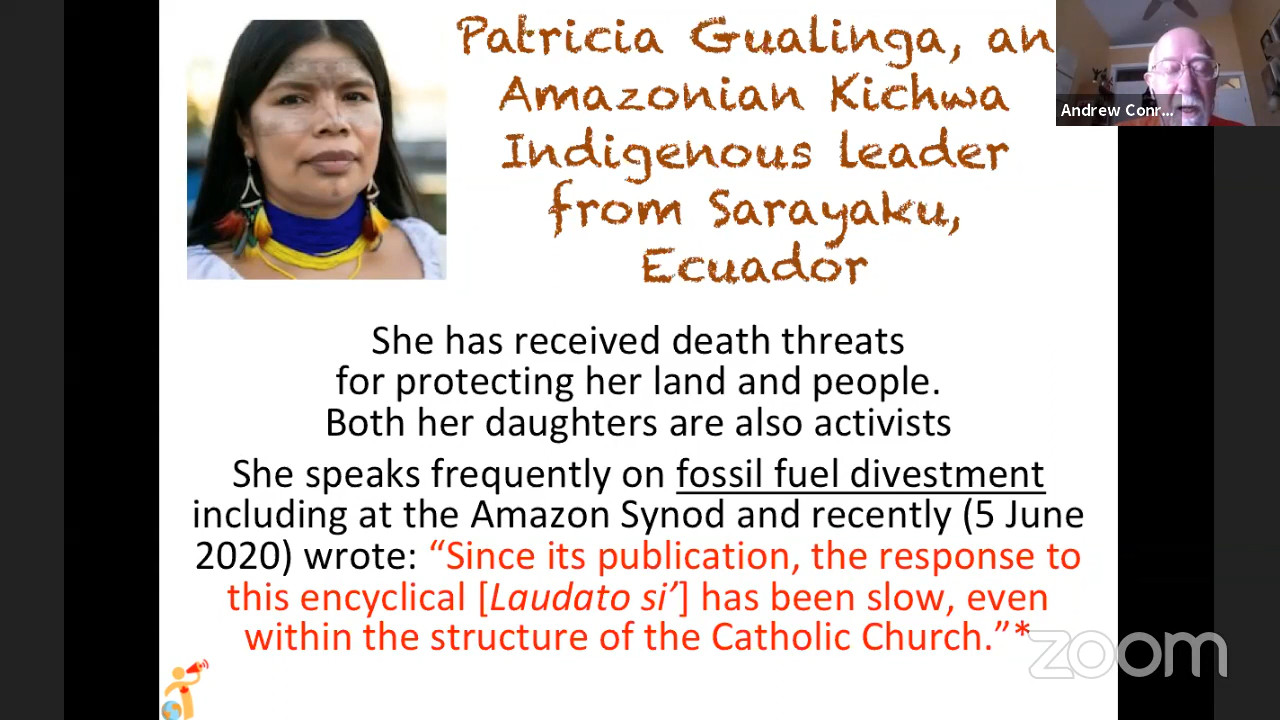 Patricia Gualinga, an
Amazonian Kichwa
Indigenous leader
from Sarayaku,
Ecuador
Andrew Conr...
She has received death threats
for protecting her land and people.
Both her daughters are also activists
She speaks frequently on fossil fuel divestment
including at the Amazon Synod and recently (5 June
2020) wrote: “Since its publication, the response to
this encyclical [Laudato si’] has been slow, even
within the structure of the Catholic Church.”*
zoom